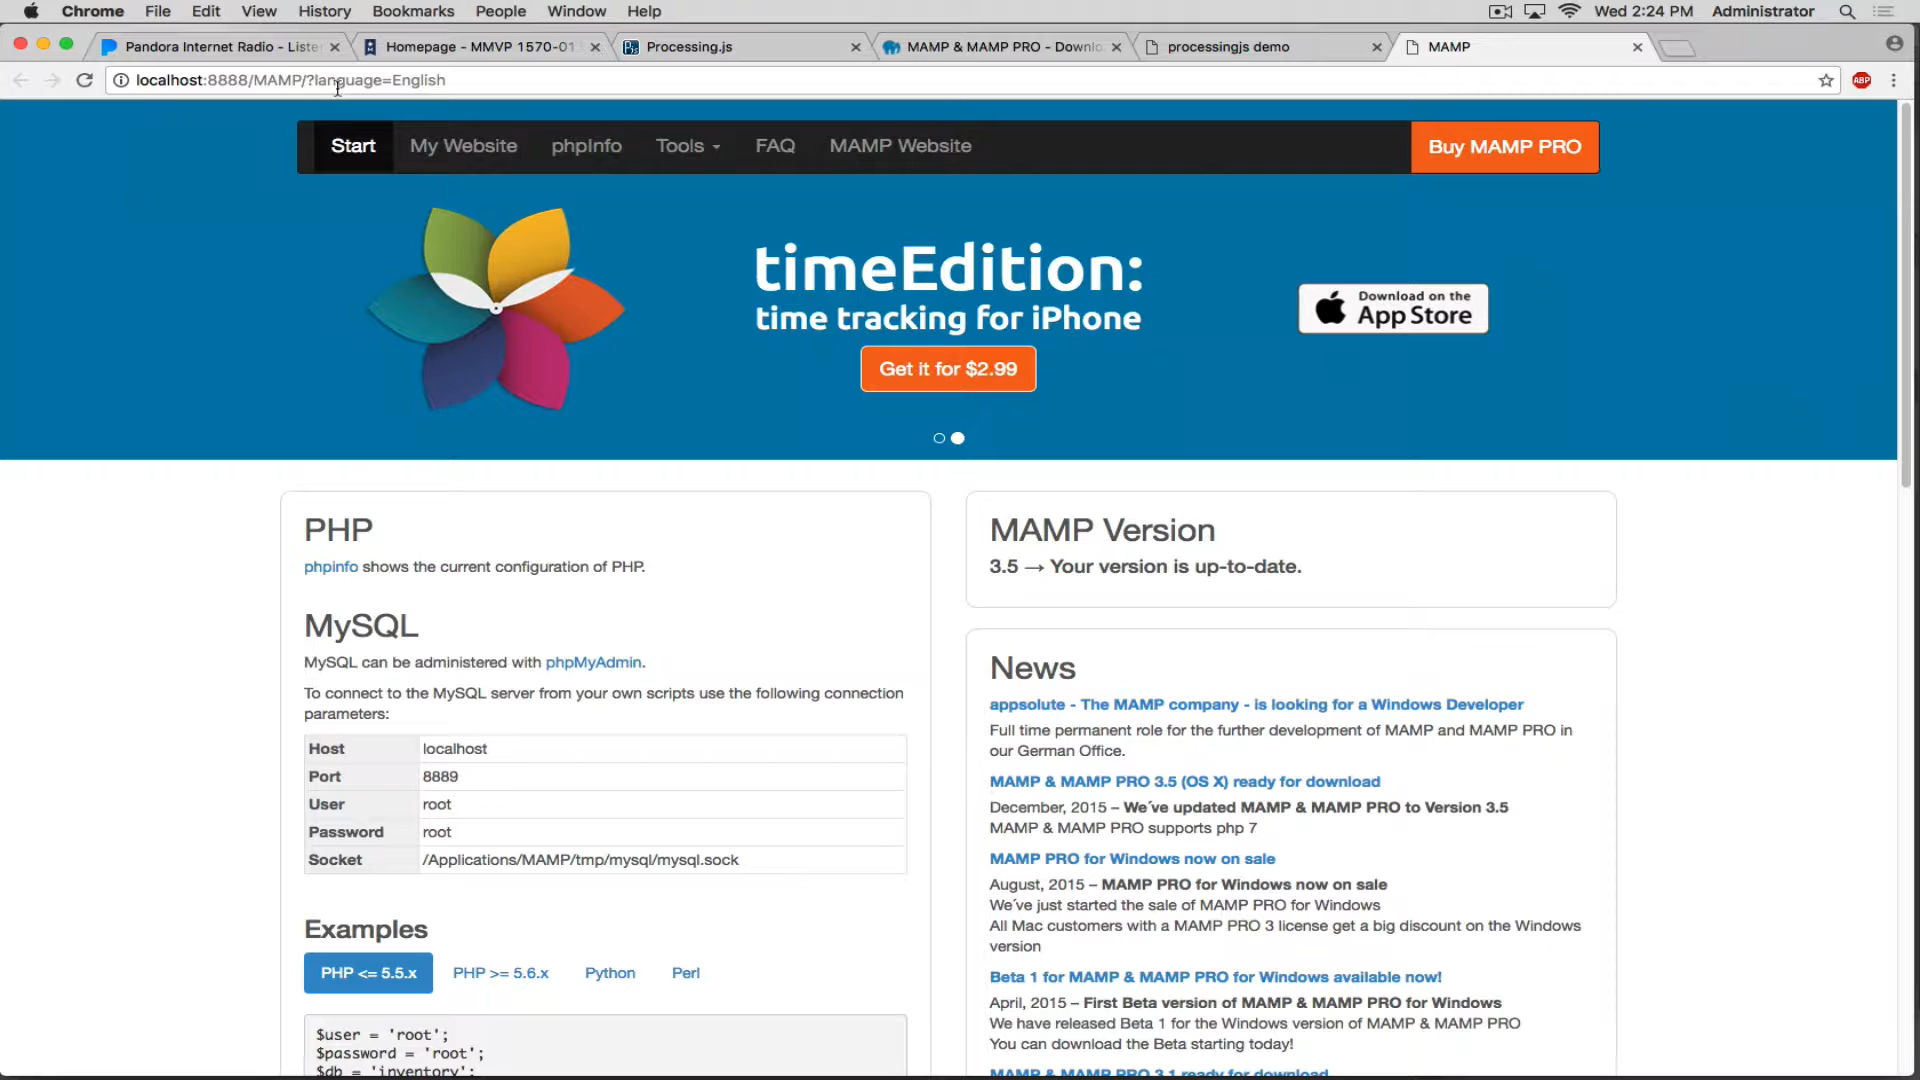 Chrome File Edit View History Bookmarks People Window Help Wed 2:24 PM Administrator
Pandora Internet Radio - Liste
Homepage - MMVP 1570-01
Processing.js
MAMP & MAMP PRO - Downlo
processingjs demo
MAMP
localhost:8888/MAMP/?language=English
ABP
Start My Website phpInfo Tools FAQ MAMP Website Buy MAMP PRO
timeEdition:
time tracking for iPhone
Get it for $2.99
Download on the
App Store
PHP
phpinfo shows the current configuration of PHP.
MySQL
MySQL can be administered with phpMyAdmin.
To connect to the MySQL server from your own scripts use the following connection
parameters:
Host localhost
Port 8889
User root
Password root
Socket /Applications/MAMP/tmp/mysql/mysql.sock
Examples
PHP <= 5.5.x PHP >= 5.6.x Python Perl
$user = 'root';
$password = 'root';
$db = 'inventory';
MAMP Version
3.5 → Your version is up-to-date.
News
appsolute - The MAMP company - is looking for a Windows Developer
Full time permanent role for the further development of MAMP and MAMP PRO in
our German Office.
MAMP & MAMP PRO 3.5 (OS X) ready for download
December, 2015 – We´ve updated MAMP & MAMP PRO to Version 3.5
MAMP & MAMP PRO supports php 7
MAMP PRO for Windows now on sale
August, 2015 – MAMP PRO for Windows now on sale
We´ve just started the sale of MAMP PRO for Windows
All Mac customers with a MAMP PRO 3 license get a big discount on the Windows
version
Beta 1 for MAMP & MAMP PRO for Windows available now!
April, 2015 – First Beta version of MAMP & MAMP PRO for Windows
We have released Beta 1 for the Windows version of MAMP & MAMP PRO
You can download the Beta starting today!
MAMP & MAMP PRO 3.1 ready for download